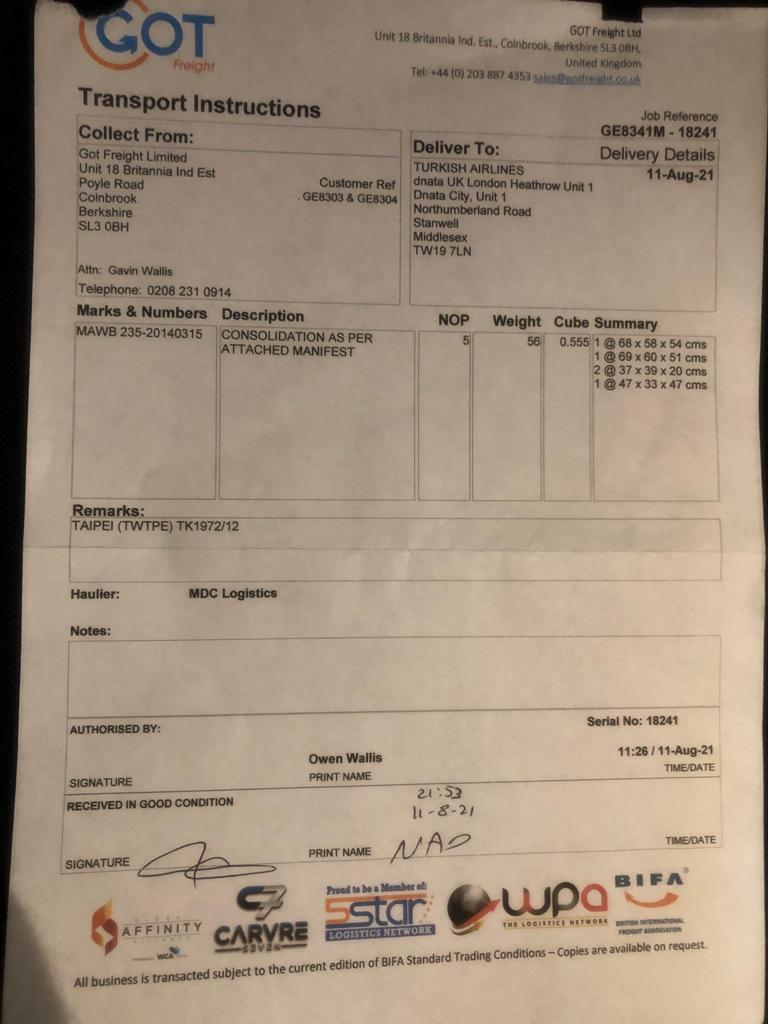 GOT
Freight
GOT Freight Ltd
Unit 18 Britannia Ind. Est., Colnbrook, Berkshire SL3 0BH,
United Kingdom
Tel: +44 (0) 203 887 4353 sales@gotfreight.co.uk
Transport Instructions
Job Reference
GE8341M - 18241
Collect From:
Got Freight Limited
Unit 18 Britannia Ind Est
Poyle Road
Colnbrook
Berkshire
SL3 0BH
Customer Ref
. GE8303 & GE8304
Attn: Gavin Wallis
Telephone: 0208 231 0914
Deliver To:
TURKISH AIRLINES
dnata UK London Heathrow Unit 1
Dnata City, Unit 1
Northumberland Road
Stanwell
Middlesex
TW19 7LN
Delivery Details
11-Aug-21
Marks & Numbers Description NOP Weight Cube Summary
MAWB 235-20140315 CONSOLIDATION AS PER 5 56 0.555 1 @ 68 x 58 x 54 cms
ATTACHED MANIFEST 1 @ 69 x 60 x 51 cms
2 @ 37 x 39 x 20 cms
1 @ 47 x 33 x 47 cms
Remarks:
TAIPEI (TWTPE) TK1972/12
Haulier: MDC Logistics
Notes:
AUTHORISED BY: Serial No: 18241
Owen Wallis 11:26 / 11-Aug-21
SIGNATURE PRINT NAME TIME/DATE
RECEIVED IN GOOD CONDITION 21:53
11-8-21
SIGNATURE PRINT NAME NAO TIME/DATE
AFFINITY
WCA
C7
CARVRE
SEVEN
Proud to be a Member of:
5star
LOGISTICS NETWORK
wpa
THE LOGISTICS NETWORK
BIFA
BRITISH INTERNATIONAL
FREIGHT ASSOCIATION
All business is transacted subject to the current edition of BIFA Standard Trading Conditions – Copies are available on request.